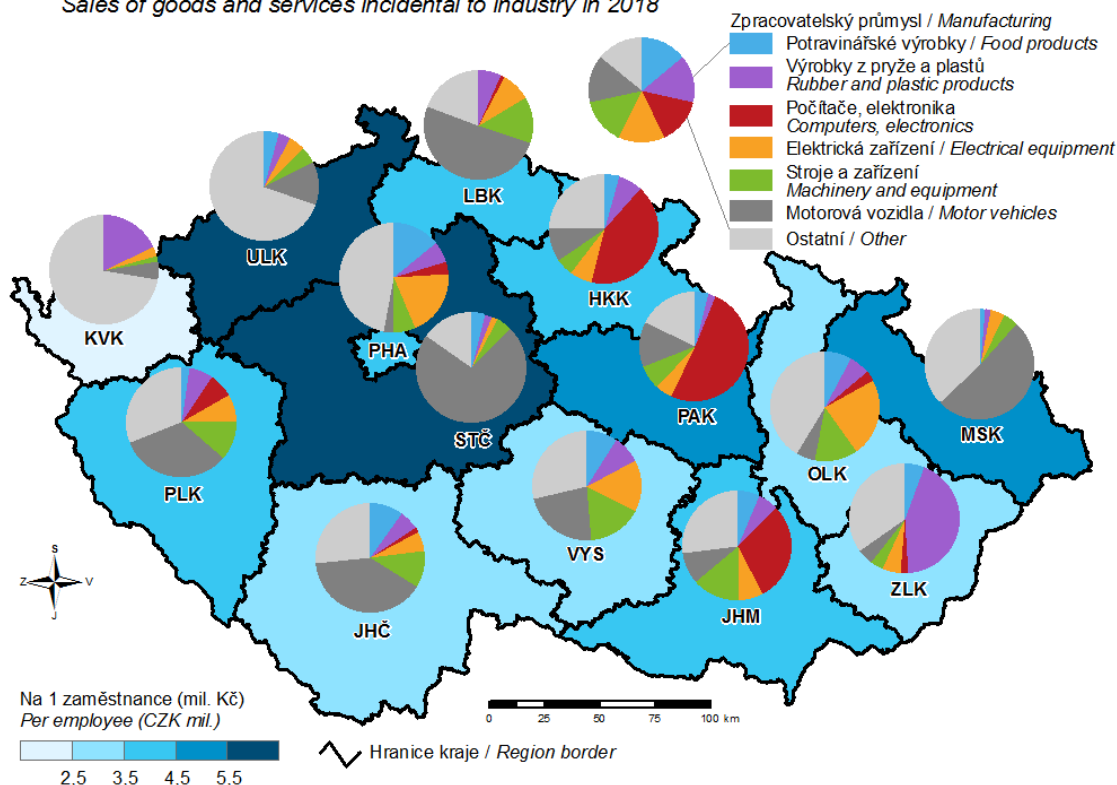 Sales of goods and services incidental to industry in 2018
Zpracovatelský průmysl / Manufacturing
Potravinářské výrobky / Food products
Výrobky z pryže a plastů
Rubber and plastic products
Počítače, elektronika
Computers, electronics
Elektrická zařízení / Electrical equipment
Stroje a zařízení
Machinery and equipment
Motorová vozidla / Motor vehicles
Ostatní / Other
LBK
ULK
HKK
KVK
PHA
PAK
MSK
STČ
OLK
PLK
VYS
ZLK
JHM
JHČ
S
Z
V
J
Na 1 zaměstnance (mil. Kč)
Per employee (CZK mil.)
2.5 3.5 4.5 5.5
0 25 50 75 100 km
Hranice kraje / Region border